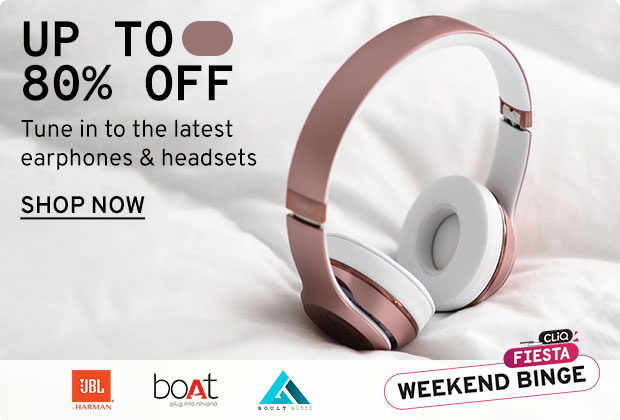 UP TO
80% OFF
Tune in to the latest
earphones & headsets
SHOP NOW
JBL
by HARMAN
boAt
plug into nirvana
BOULT AUDIO
CLiQ
FIESTA
WEEKEND BINGE